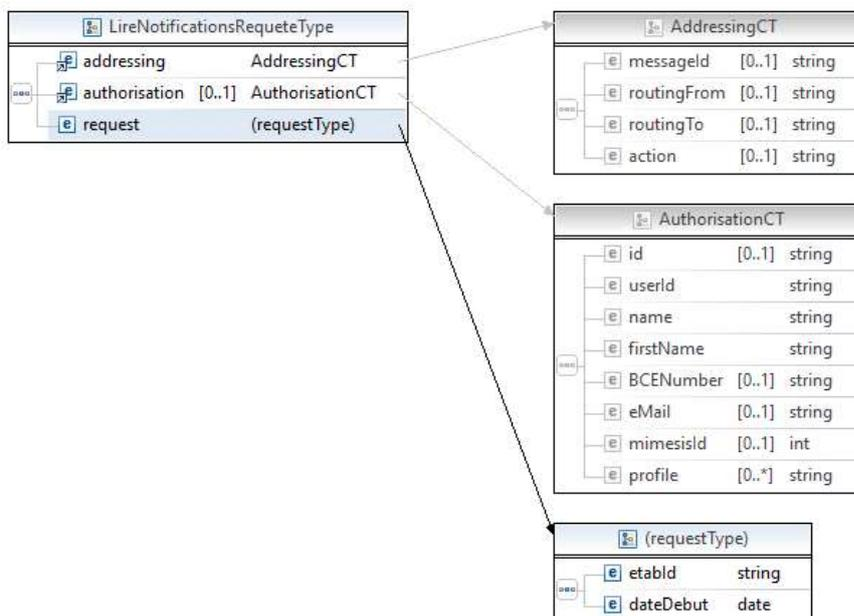 LireNotificationsRequeteType
addressing AddressingCT
authorisation [0..1] AuthorisationCT
request (requestType)
AddressingCT
messageId [0..1] string
routingFrom [0..1] string
routingTo [0..1] string
action [0..1] string
AuthorisationCT
id [0..1] string
userId string
name string
firstName string
BCENumber [0..1] string
eMail [0..1] string
mimesisId [0..1] int
profile [0..*] string
(requestType)
etabId string
dateDebut date